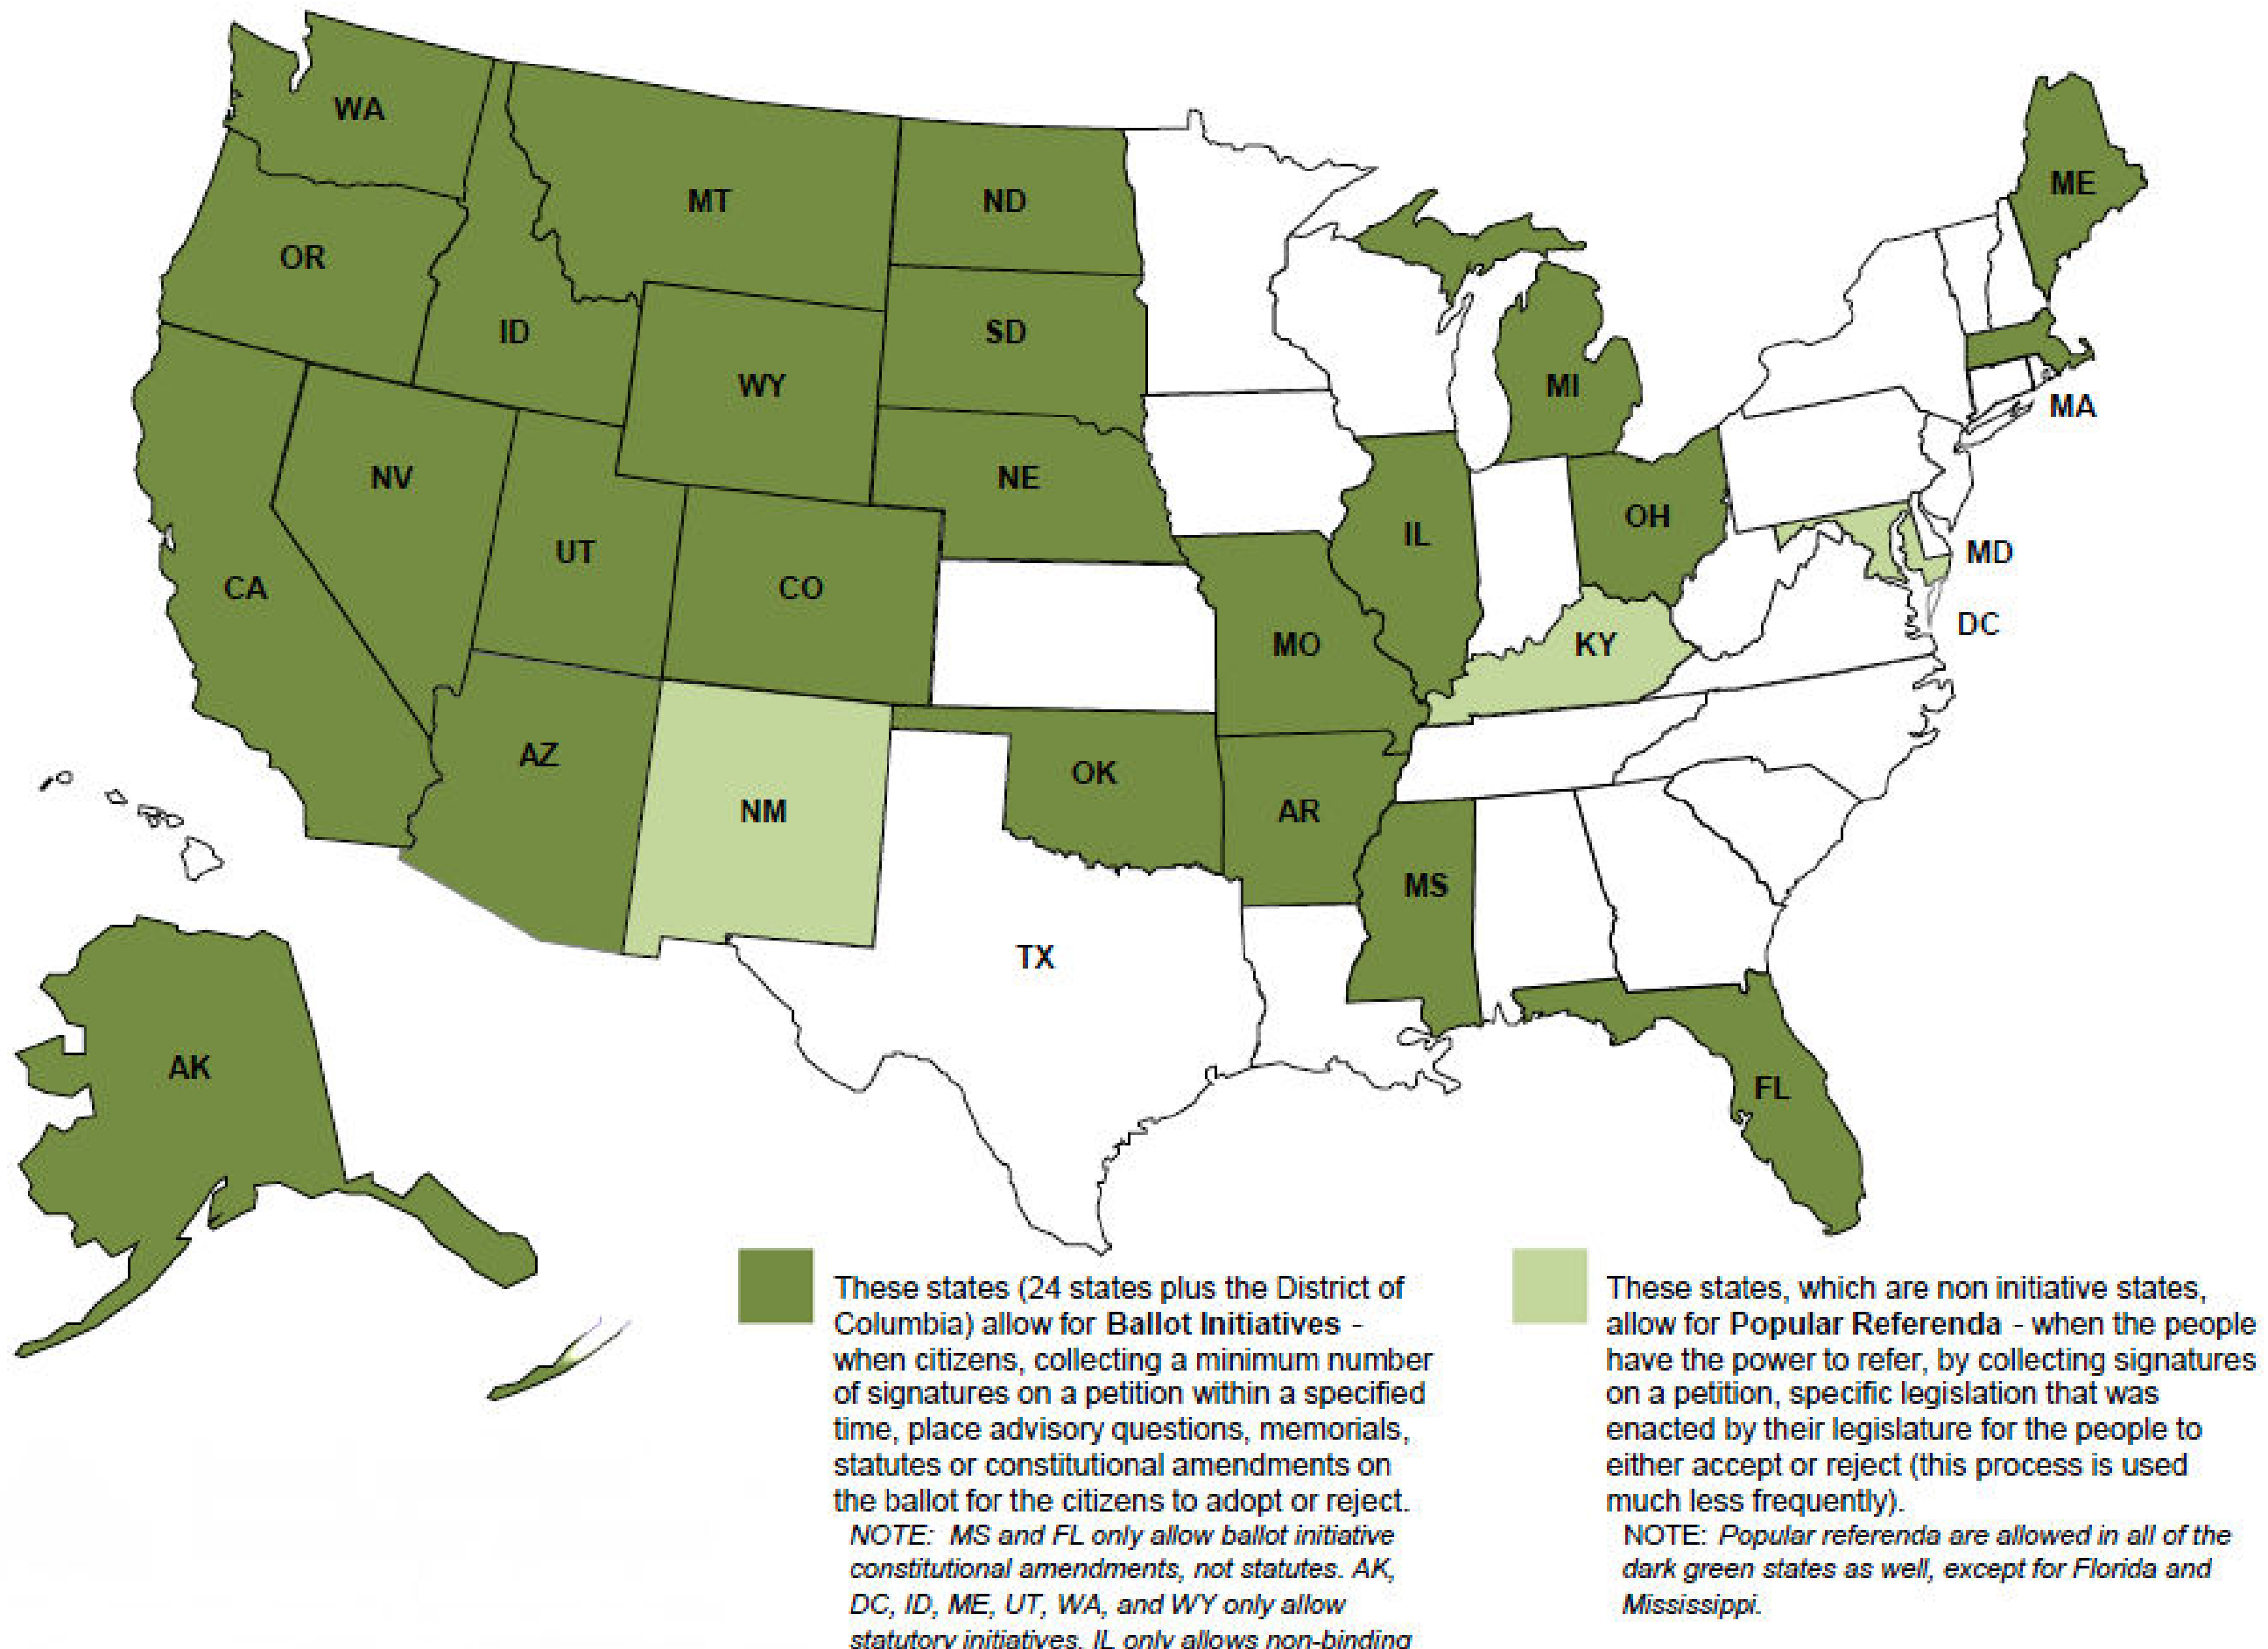 WA
MT
ND
ME
OR
ID
SD
WY
MI
MA
NV
NE
OH
IL
UT
MD
CA
CO
DC
MO
KY
AZ
OK
NM
AR
MS
TX
AK
FL
These states (24 states plus the District of
Columbia) allow for Ballot Initiatives -
when citizens, collecting a minimum number
of signatures on a petition within a specified
time, place advisory questions, memorials,
statutes or constitutional amendments on
the ballot for the citizens to adopt or reject.
NOTE: MS and FL only allow ballot initiative
constitutional amendments, not statutes. AK,
DC, ID, ME, UT, WA, and WY only allow
statutory initiatives. IL only allows non-binding
These states, which are non initiative states,
allow for Popular Referenda - when the people
have the power to refer, by collecting signatures
on a petition, specific legislation that was
enacted by their legislature for the people to
either accept or reject (this process is used
much less frequently).
NOTE: Popular referenda are allowed in all of the
dark green states as well, except for Florida and
Mississippi.